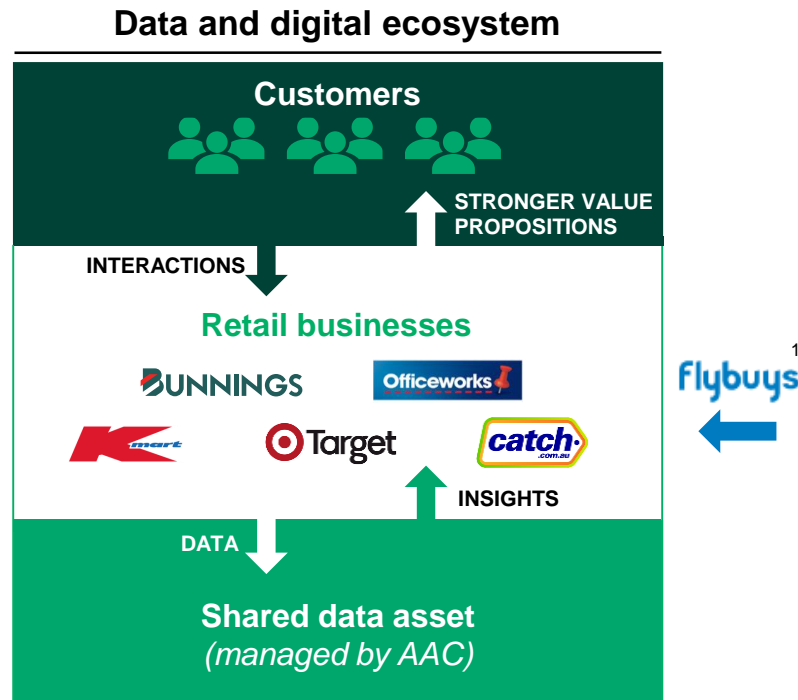 Data and digital ecosystem
Customers
STRONGER VALUE
PROPOSITIONS
INTERACTIONS
Retail businesses
BUNNINGS
Officeworks
1
flybuys
Kmart
Target
catch.
.com.au
INSIGHTS
DATA
Shared data asset
(managed by AAC)